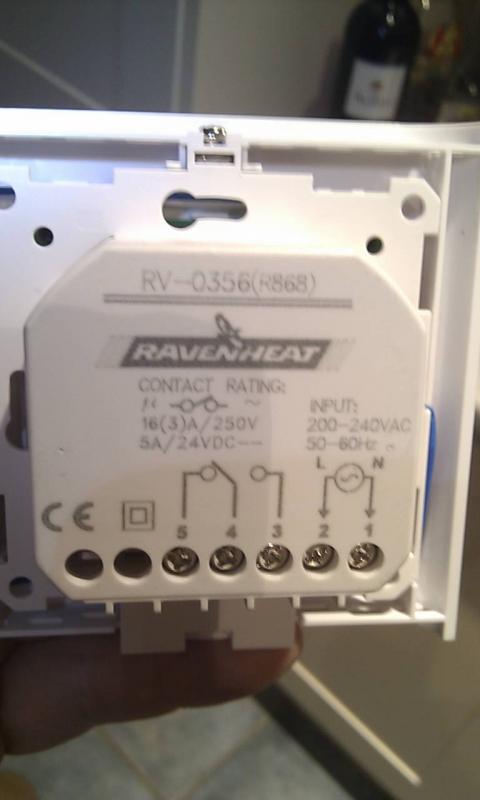 RV-0356(R868)
RAVENHEAT
CONTACT RATING:
µ
16(3)A/250V
5A/24VDC
INPUT:
200-240VAC
50-60Hz
L N
CE
5 4 3 2 1